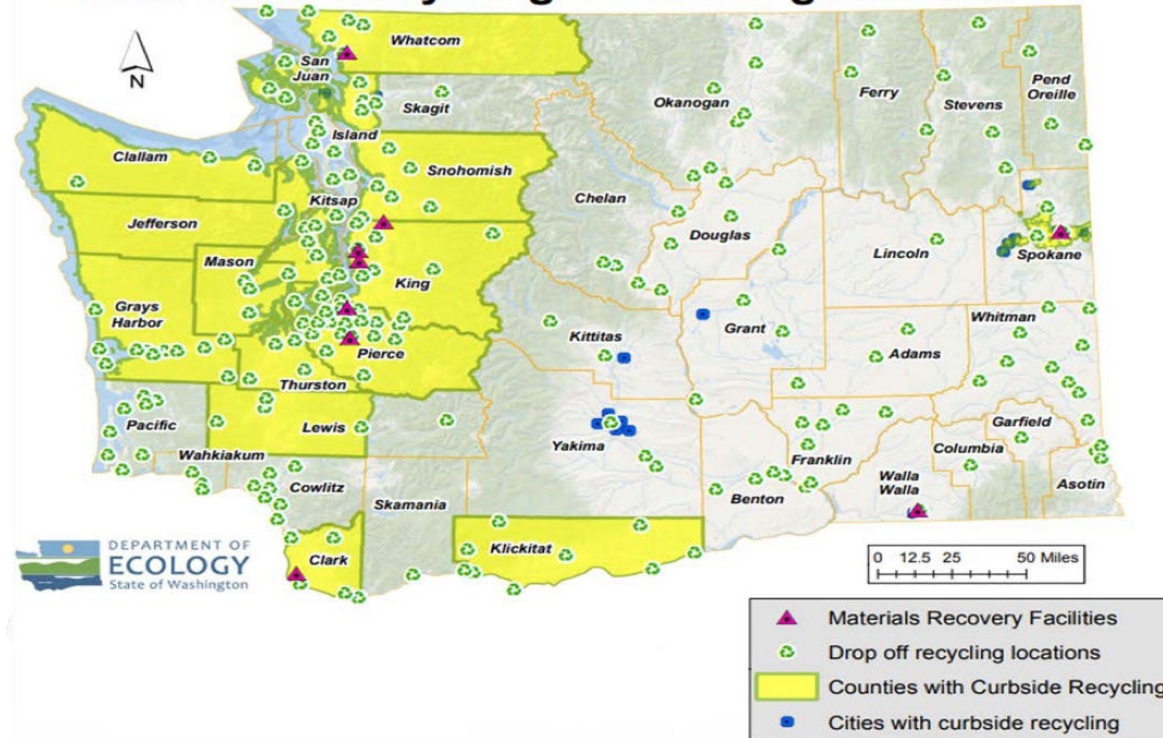 Whatcom
San
Juan
N
Skagit
Okanogan
Ferry
Stevens
Pend
Oreille
Island
Clallam
Snohomish
Chelan
Kitsap
Jefferson
Douglas
Lincoln
Spokane
Mason
King
Grays
Harbor
Kittitas
Grant
Whitman
Adams
Pierce
Thurston
Pacific
Lewis
Yakima
Garfield
Columbia
Wahkiakum
Franklin
Walla
Walla
Asotin
Cowlitz
Skamania
Benton
Klickitat
Clark
DEPARTMENT OF
ECOLOGY
State of Washington
0 12.5 25 50 Miles
Materials Recovery Facilities
Drop off recycling locations
Counties with Curbside Recycling
Cities with curbside recycling